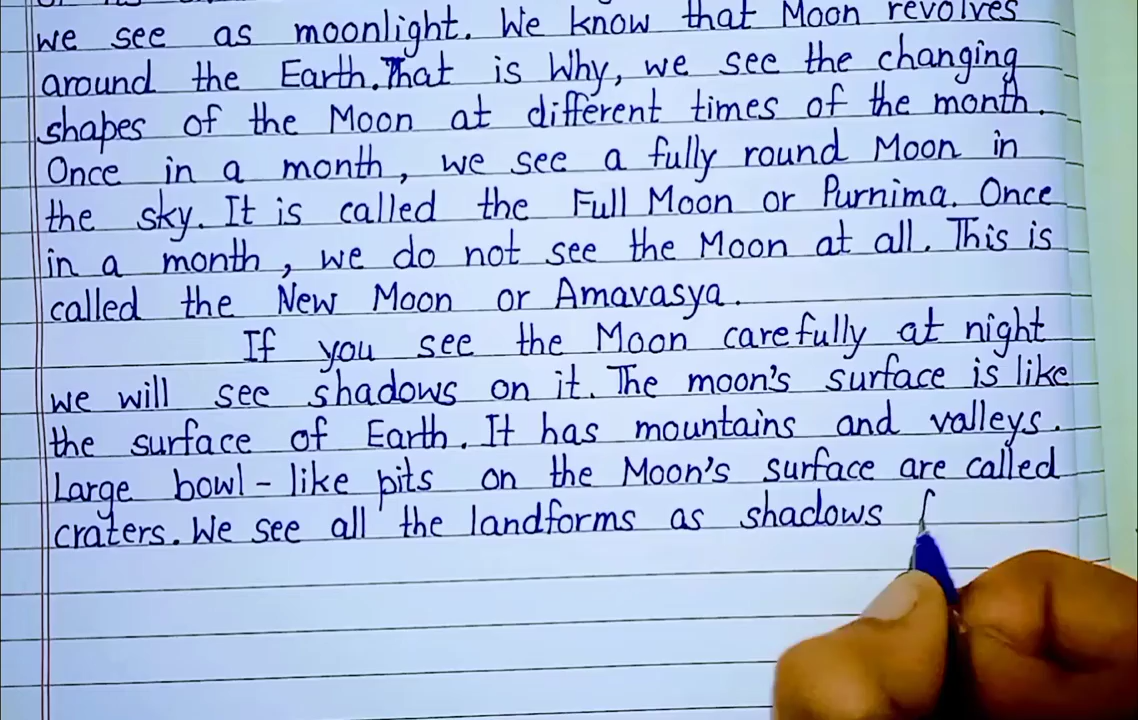 we see as moonlight. We know that Moon revolves
around the Earth. That is Why, we see the changing
shapes of the Moon at different times of the month.
Once in a month, we see a fully round Moon in
the sky. It is called the Full Moon or Purnima. Once
in a month, we do not see the Moon at all. This is
called the New Moon or Amavasya.
If you see the Moon carefully at night
we will see shadows on it. The moon's surface is like
the surface of Earth. It has mountains and valleys.
Large bowl-like pits on the Moon's surface are called
craters. We see all the landforms as shadows